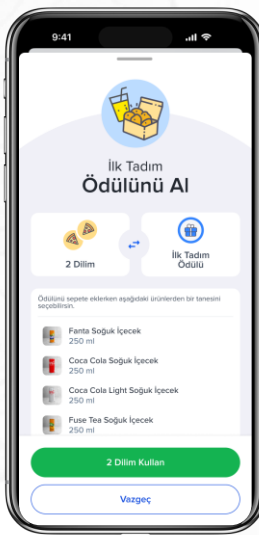 9:41
İlk Tadım
Ödülünü Al
2 Dilim
İlk Tadım
Ödülü
Ödülünü sepete eklerken aşağıdaki ürünlerden bir tanesini
seçebilirsin.
Fanta Soğuk İçecek
250 ml
Coca Cola Soğuk İçecek
250 ml
Coca Cola Light Soğuk İçecek
250 ml
Fuse Tea Soğuk İçecek
250 ml
2 Dilim Kullan
Vazgeç